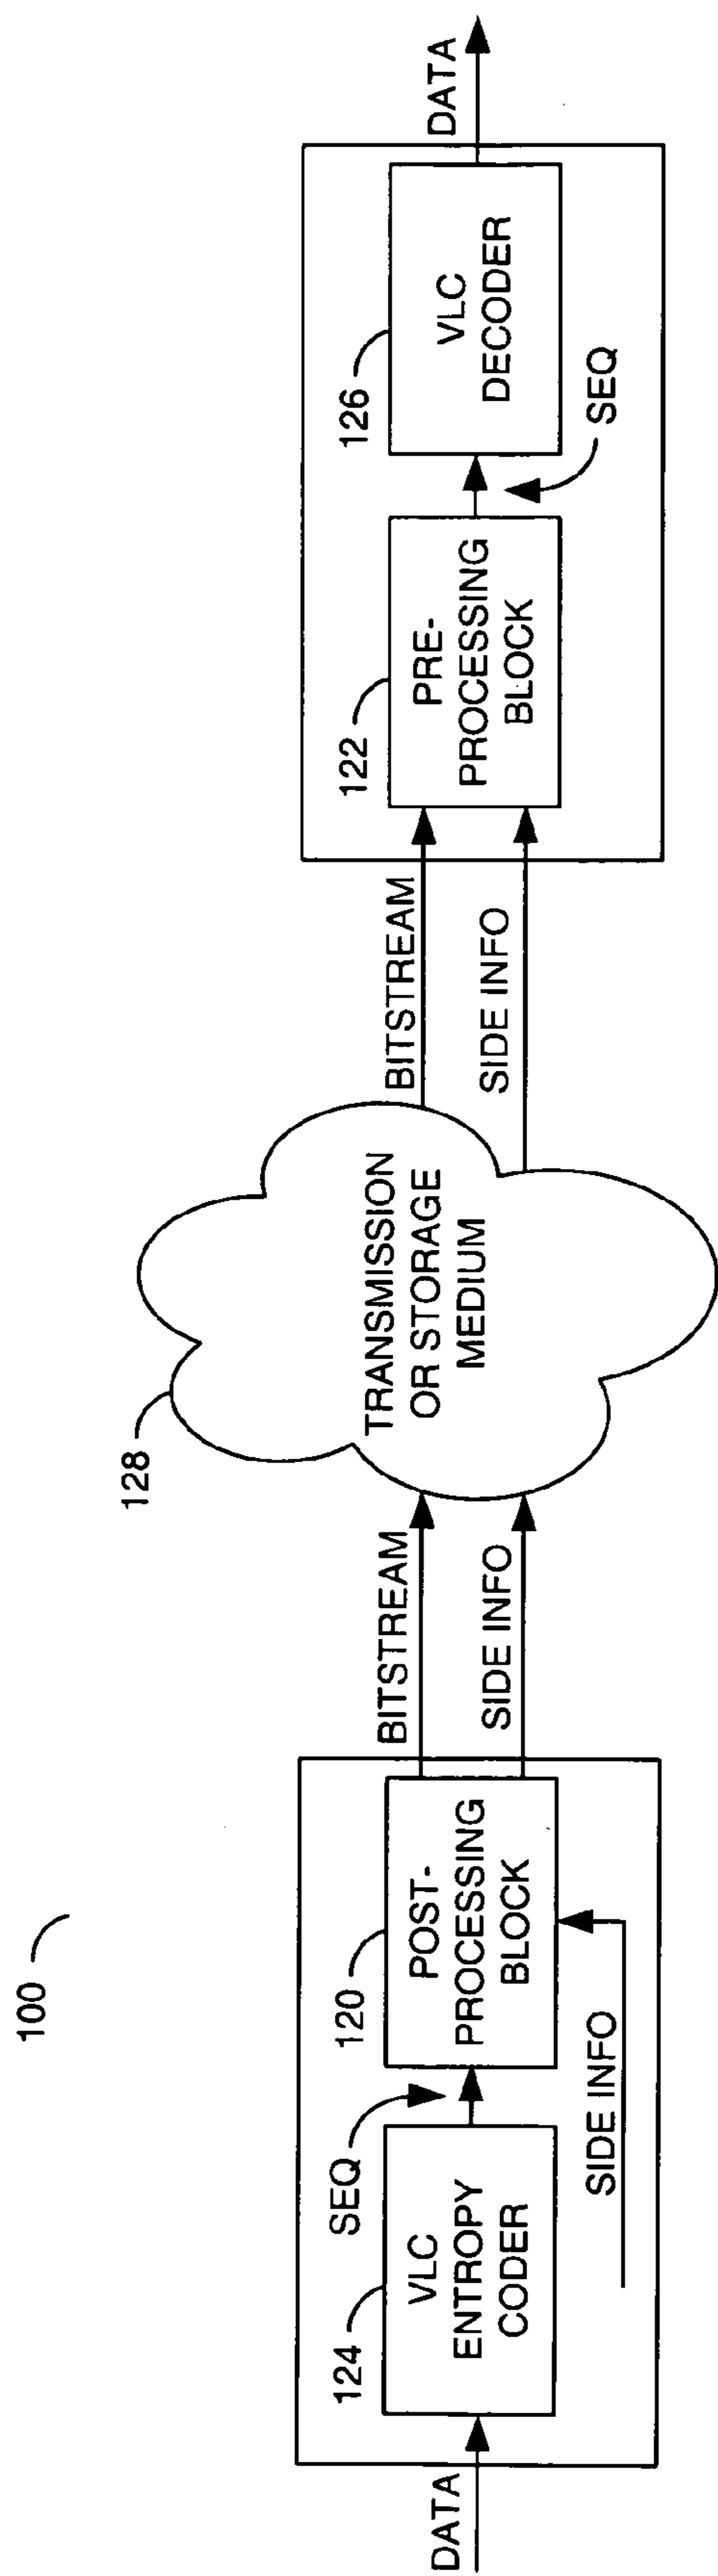 100
DATA
124
VLC
ENTROPY
CODER
SEQ
120
POST-
PROCESSING
BLOCK
SIDE INFO
BITSTREAM
SIDE INFO
128
TRANSMISSION
OR STORAGE
MEDIUM
BITSTREAM
SIDE INFO
122
PRE-
PROCESSING
BLOCK
SEQ
126
VLC
DECODER
DATA